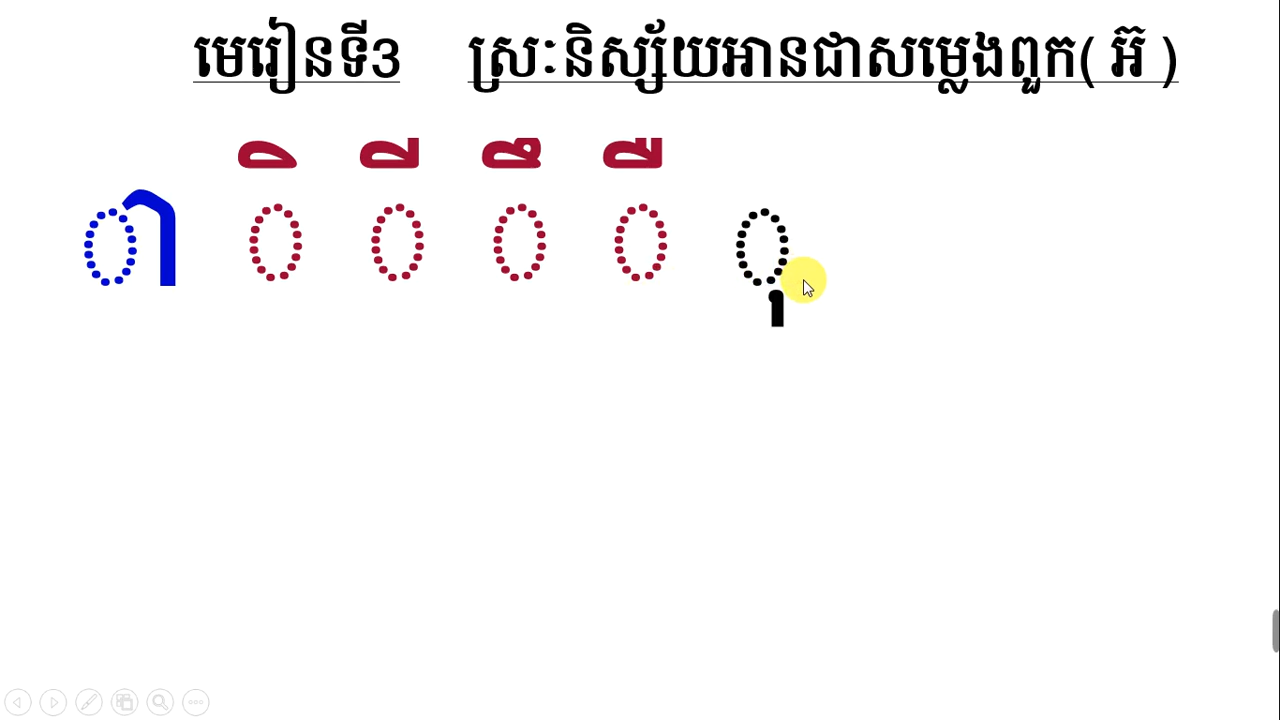 មេរៀនទី3 ស្រៈនិស្ស័យអានជាសម្លេងពួក( អ៊ )
ា ិ ី ឹ ឺ ុ